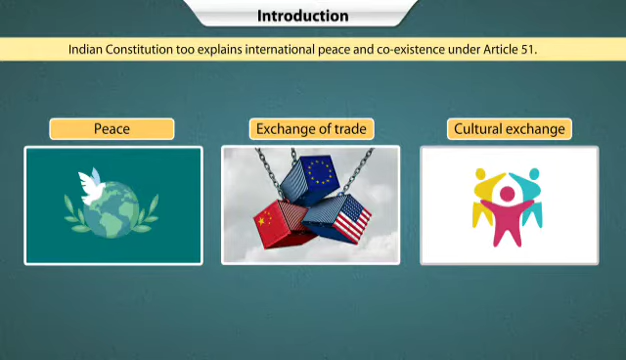 Introduction
Indian Constitution too explains international peace and co-existence under Article 51.
Peace
Exchange of trade
Cultural exchange